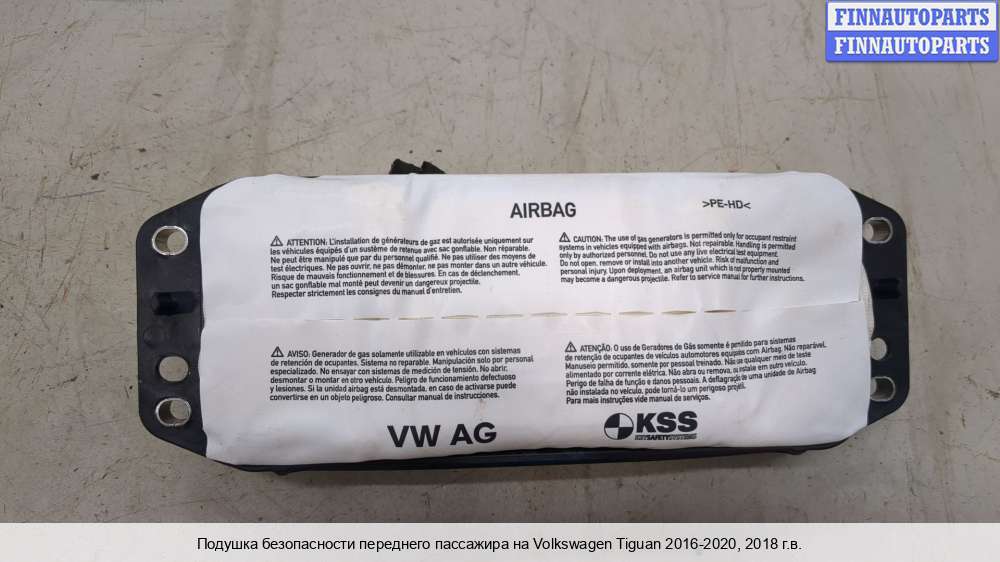 FINNAUTOPARTS
FINNAUTOPARTS
AIRBAG
>PE-HD<
ATTENTION: L'installation de générateurs de gaz est autorisée uniquement sur
les véhicules équipés d'un système de retenus avec sac gonflable. Non réparable.
Ne peut être manipulé que par du personnel qualifié. Ne pas utiliser des moyens de
test électriques. Ne pas ouvrir, ne pas démonter, ne pas monter dans un autre véhicule.
Risque de mauvais fonctionnement et de blessures. En cas de déclenchement,
un sac gonflable mal monté peut devenir un dangereux projectile.
Respecter strictement les consignes du manuel d'entretien.
CAUTION: The use of gas generators is permitted only for occupant restraint
systems in vehicles equipped with airbags. Not repairable. Handling is permitted
only by authorized personnel. Do not use any live electrical test equipment.
Do not open, remove or install into another vehicle. Risk of malfunction and
personal injury. Upon deployment, an airbag unit which is not properly mounted
may become a dangerous projectile. Refer to service manual for further instructions.
AVISO: Generador de gas solamente utilizable en vehículos con sistemas
de retención de ocupantes. Sistema no reparable. Manipulación solo por personal
especializado. No ensayar con sistemas de medición de tensión. No abrir,
desmontar o montar en otro vehículo. Peligro de funcionamiento defectuoso
y lesiones. Si la unidad airbag está desmontada, en caso de activarse puede
convertirse en un objeto peligroso. Consultar manual de instrucciones.
ATENÇÃO: O uso de Geradores de Gás somente é permitido para sistemas
de retenção de ocupantes de veículos automotores equipados com Airbag. Não reparável.
Manuseio permitido, somente por pessoal treinado. Não use qualquer meio de teste
alimentado por corrente elétrica. Não abra ou remova, ou instale em outro veículo.
Perigo de falha de função e danos pessoais. A deflagração de uma unidade de Airbag
não instalada no veículo, pode torná-lo um perigoso projétil.
Para mais instruções vide manual de serviços.
VW AG
KSS
KEYSAFETYSYSTEMS
Подушка безопасности переднего пассажира на Volkswagen Tiguan 2016-2020, 2018 г.в.